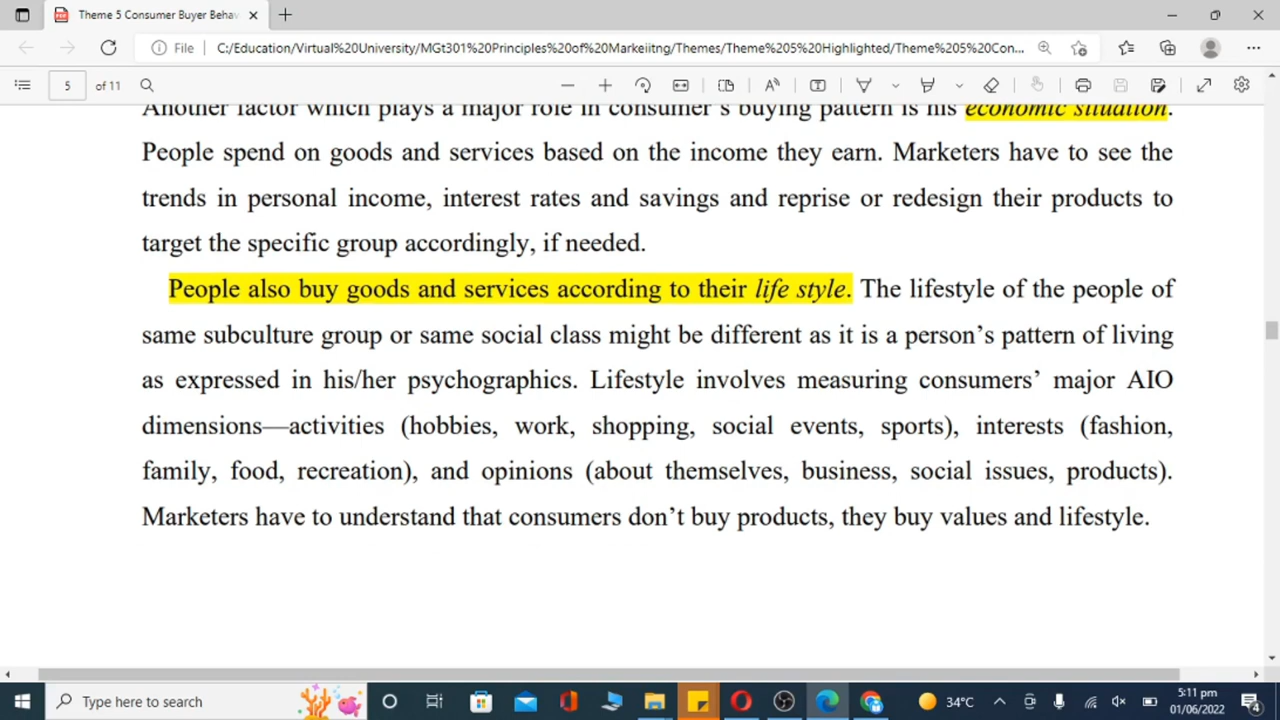 Theme 5 Consumer Buyer Behav
File C:/Education/Virtual%20University/MGt301%20Principles%20of%20Markeiitng/Themes/Theme%205%20Highlighted/Theme%205%20Con...
5 of 11
Another factor which plays a major role in consumer's buying pattern is his economic situation.
People spend on goods and services based on the income they earn. Marketers have to see the
trends in personal income, interest rates and savings and reprise or redesign their products to
target the specific group accordingly, if needed.
People also buy goods and services according to their life style. The lifestyle of the people of
same subculture group or same social class might be different as it is a person's pattern of living
as expressed in his/her psychographics. Lifestyle involves measuring consumers' major AIO
dimensions—activities (hobbies, work, shopping, social events, sports), interests (fashion,
family, food, recreation), and opinions (about themselves, business, social issues, products).
Marketers have to understand that consumers don't buy products, they buy values and lifestyle.
Type here to search
34°C
5:11 pm
01/06/2022
4